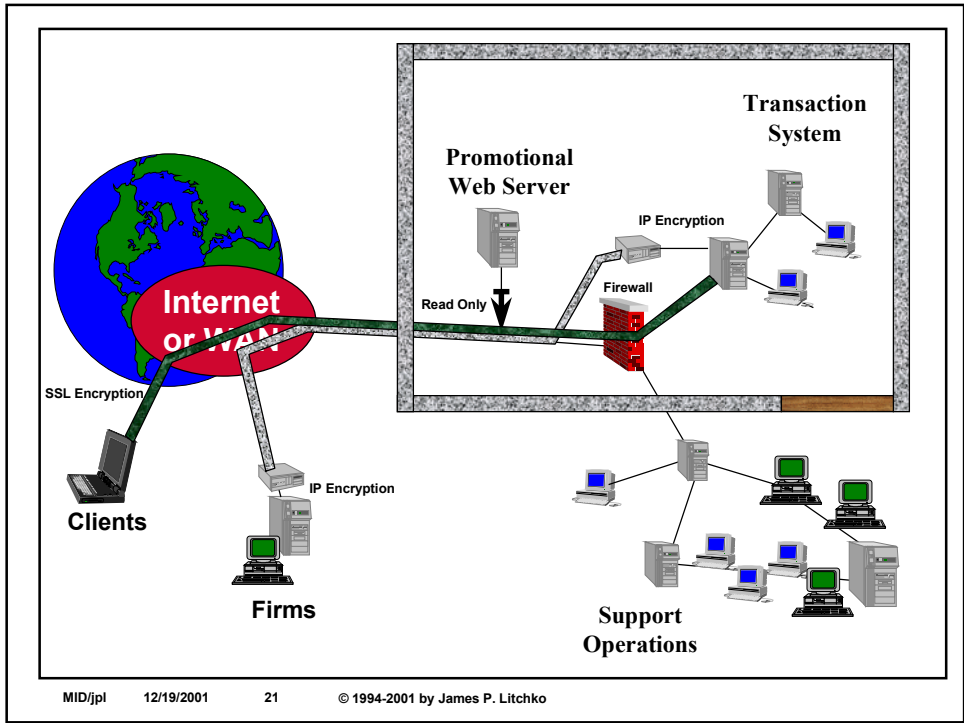 Transaction
System
Promotional
Web Server
IP Encryption
Firewall
Read Only
Internet
or WAN
SSL Encryption
IP Encryption
Clients
Firms
Support
Operations
MID/jpl 12/19/2001 21 © 1994-2001 by James P. Litchko